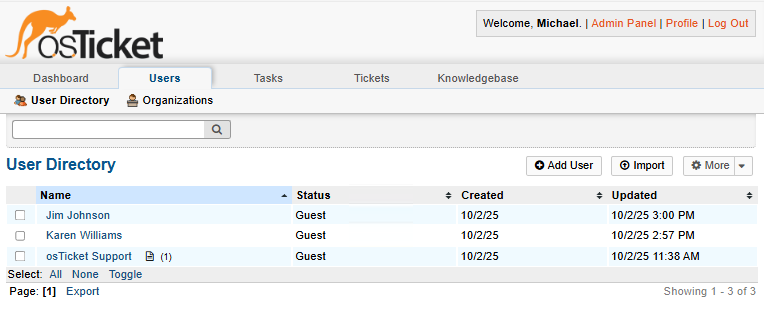 osTicket
Welcome, Michael. | Admin Panel | Profile | Log Out
Dashboard Users Tasks Tickets Knowledgebase
User Directory Organizations
User Directory Add User Import More
Name Status Created Updated
Jim Johnson Guest 10/2/25 10/2/25 3:00 PM
Karen Williams Guest 10/2/25 10/2/25 2:57 PM
osTicket Support (1) Guest 10/2/25 10/2/25 11:38 AM
Select: All None Toggle
Page: [1] Export Showing 1 - 3 of 3